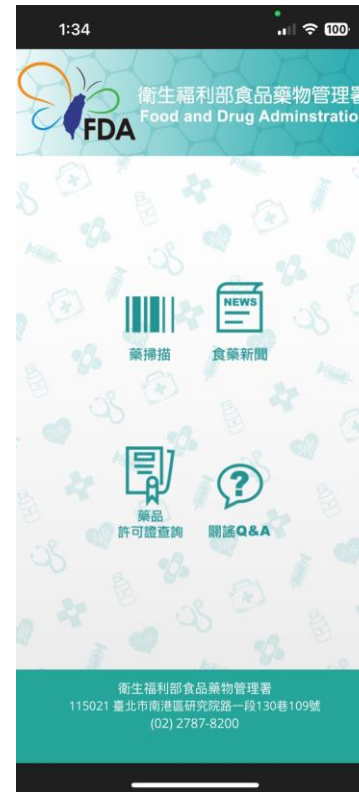 1:34
100
FDA
衛生福利部食品藥物管理署
Food and Drug Adminstratio
NEWS
藥掃描
食藥新聞
藥品
許可證查詢
闢謠Q&A
衛生福利部食品藥物管理署
115021 臺北市南港區研究院路一段130巷109號
(02) 2787-8200